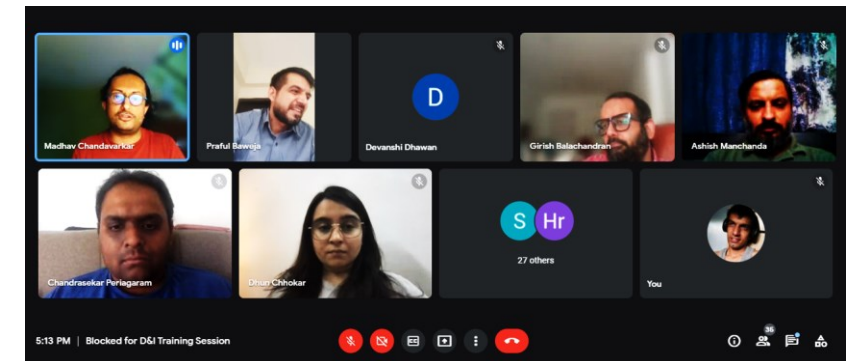 Madhav Chandavarkar
Praful Baweja
D
Devanshi Dhawan
Girish Balachandran
Ashish Manchanda
Chandrasekar Periagaram
Dhun Chhokar
S Hr
27 others
You
5:13 PM | Blocked for D&I Training Session
35